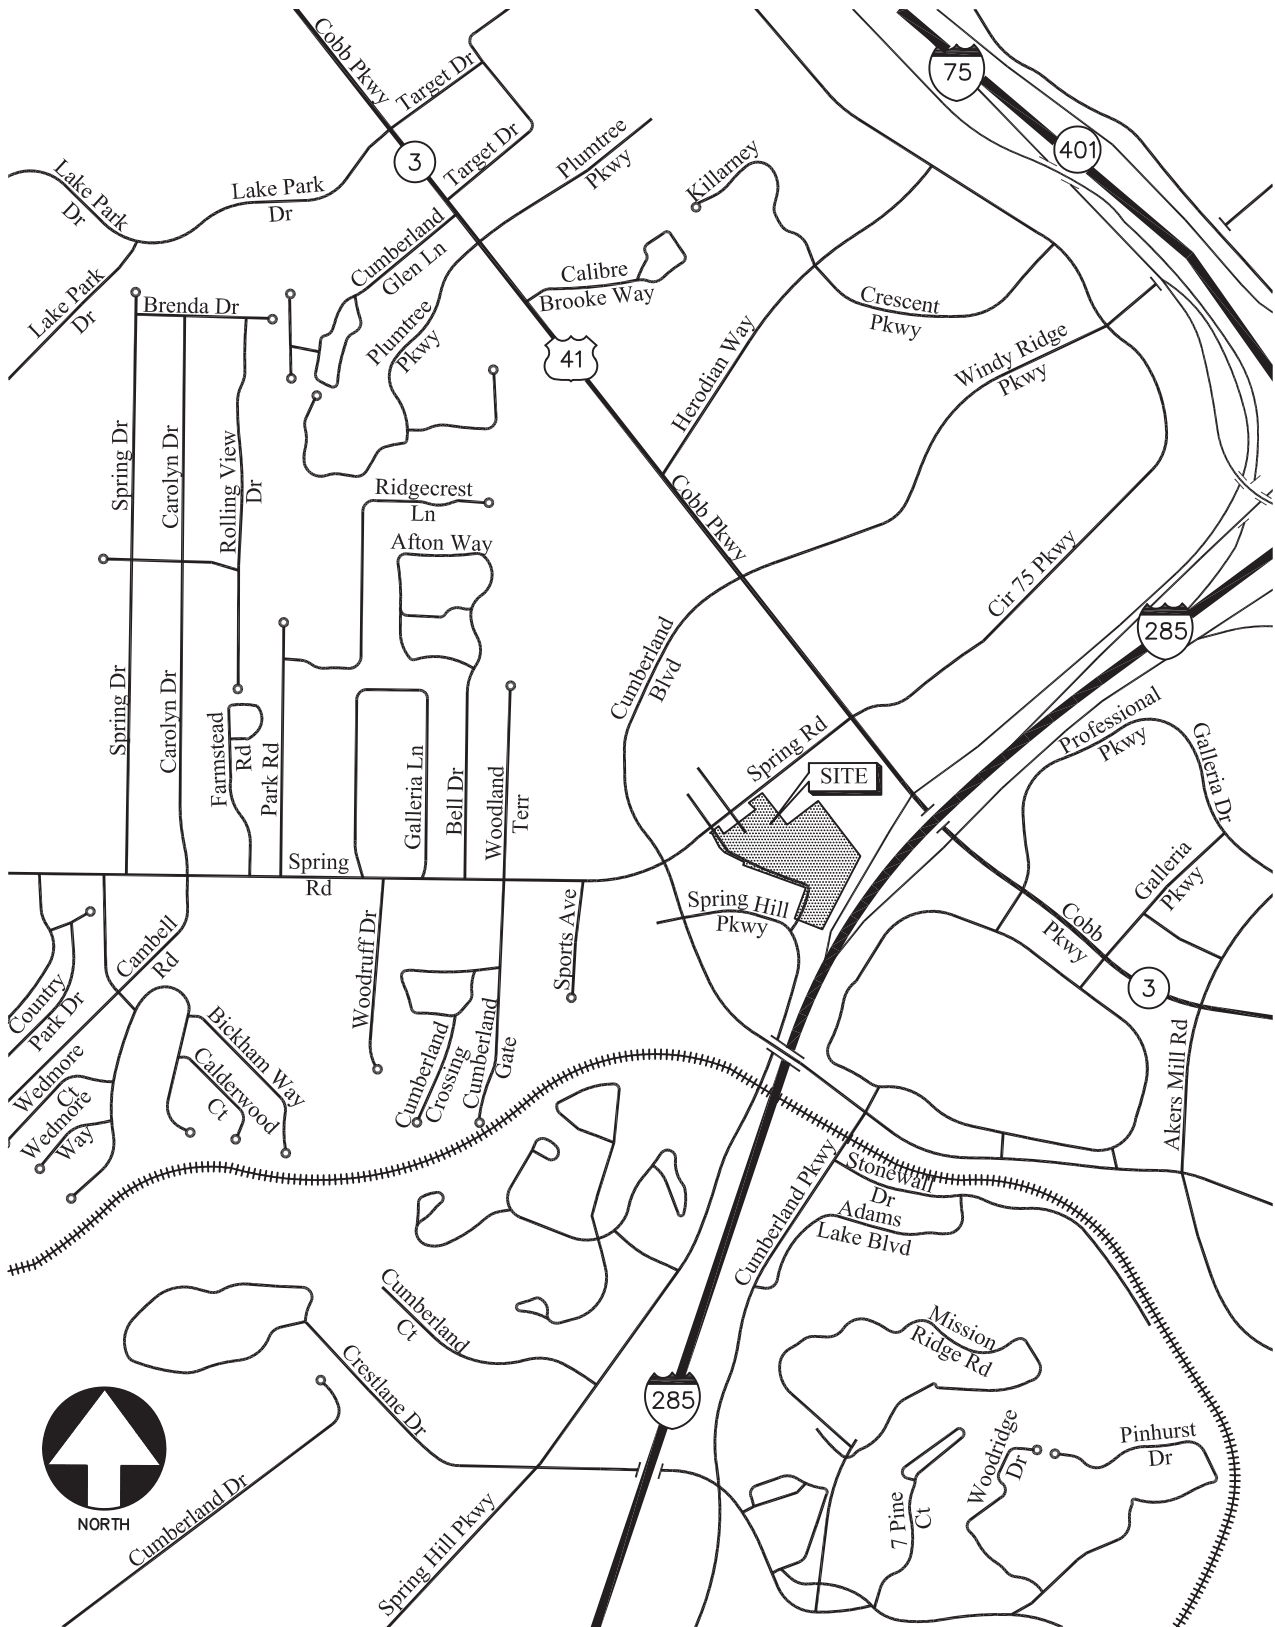 Cobb Pkwy
Target Dr
75
401
3
Target Dr
Plumtree
Pkwy
Killarney
Lake Park
Dr
Lake Park
Dr
Cumberland
Glen Ln
Lake Park
Dr
Calibre
Brooke Way
Crescent
Pkwy
Brenda Dr
Plumtree
Pkwy
41
Herodian Way
Windy Ridge
Pkwy
Spring Dr
Carolyn Dr
Rolling View
Dr
Ridgecrest
Ln
Afton Way
Cobb Pkwy
Cir 75 Pkwy
285
Cumberland
Blvd
Spring Dr
Carolyn Dr
Farmstead
Rd
Park Rd
Galleria Ln
Bell Dr
Woodland
Terr
Spring Rd
SITE
Professional
Pkwy
Galleria Dr
Spring
Rd
Galleria
Pkwy
Spring Hill
Pkwy
Cobb
Pkwy
3
Cambell
Rd
Woodruff Dr
Sports Ave
Country
Park Dr
Bickham Way
Calderwood
Ct
Wedmore
Ct
Wedmore
Way
Cumberland
Crossing
Cumberland
Gate
Akers Mill Rd
Cumberland Pkwy
Stonewall
Dr
Adams
Lake Blvd
Cumberland
Ct
Mission
Ridge Rd
Crestlane Dr
285
Woodridge
Dr
Pinhurst
Dr
7 Pine
Ct
NORTH
Cumberland Dr
Spring Hill Pkwy